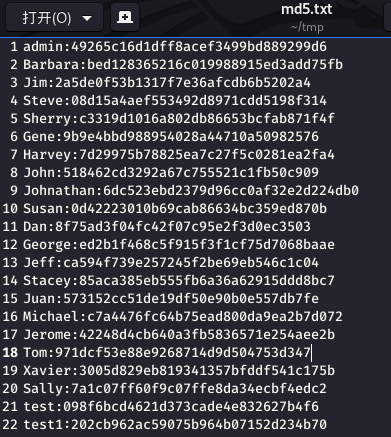 打开(O)
md5.txt
~/tmp
1 admin:49265c16d1dff8acef3499bd889299d6
2 Barbara:bed128365216c019988915ed3add75fb
3 Jim:2a5de0f53b1317f7e36afcdb6b5202a4
4 Steve:08d15a4aef553492d8971cdd5198f314
5 Sherry:c3319d1016a802db86653bcfab871f4f
6 Gene:9b9e4bbd988954028a44710a50982576
7 Harvey:7d29975b78825ea7c27f5c0281ea2fa4
8 John:518462cd3292a67c755521c1fb50c909
9 Johnathan:6dc523ebd2379d96cc0af32e2d224db0
10 Susan:0d42223010b69cab86634bc359ed870b
11 Dan:8f75ad3f04fc42f07c95e2f3d0ec3503
12 George:ed2b1f468c5f915f3f1cf75d7068baae
13 Jeff:ca594f739e257245f2be69eb546c1c04
14 Stacey:85aca385eb555fb6a36a62915ddd8bc7
15 Juan:573152cc51de19df50e90b0e557db7fe
16 Michael:c7a4476fc64b75ead800da9ea2b7d072
17 Jerome:42248d4cb640a3fb5836571e254aee2b
18 Tom:971dcf53e88e9268714d9d504753d347
19 Xavier:3005d829eb819341357bfddf541c175b
20 Sally:7a1c07ff60f9c07ffe8da34ecbf4edc2
21 test:098f6bcd4621d373cade4e832627b4f6
22 test1:202cb962ac59075b964b07152d234b70